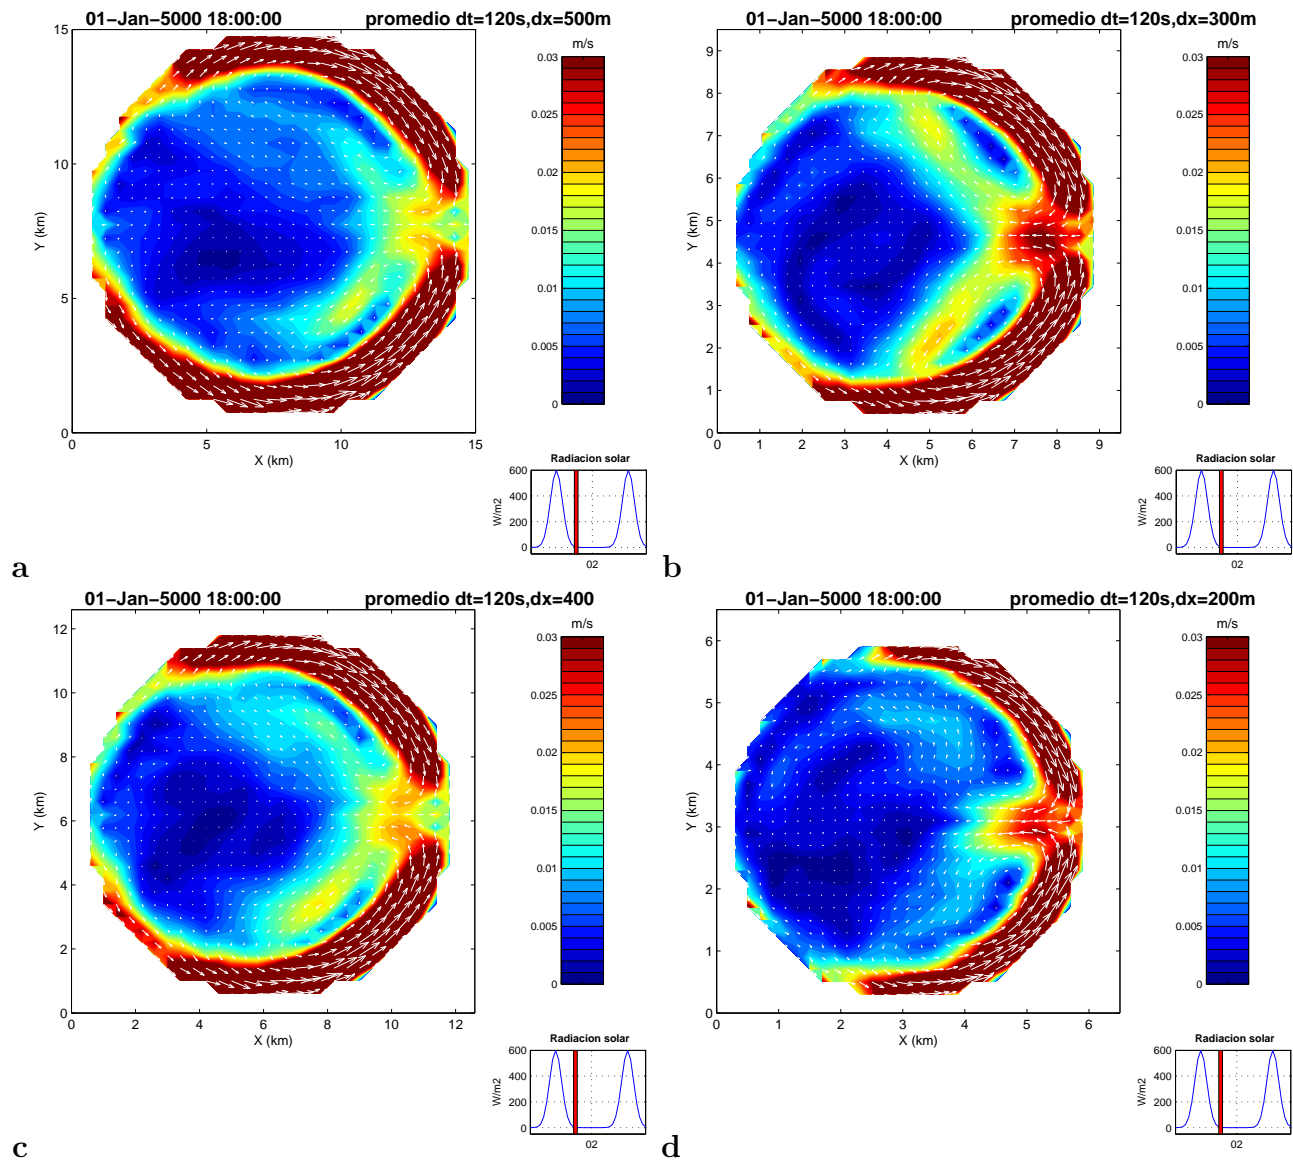 01-Jan-5000 18:00:00 promedio dt=120s,dx=500m
m/s
15
10
5
0
Y (km)
0 5 10 15
X (km)
0.03
0.025
0.02
0.015
0.01
0.005
0
Radiacion solar
600
400
200
0
W/m2
02
a
01-Jan-5000 18:00:00 promedio dt=120s,dx=300m
m/s
9
8
7
6
5
4
3
2
1
0
Y (km)
0 1 2 3 4 5 6 7 8 9
X (km)
0.03
0.025
0.02
0.015
0.01
0.005
0
Radiacion solar
600
400
200
0
W/m2
02
b
01-Jan-5000 18:00:00 promedio dt=120s,dx=400
m/s
12
10
8
6
4
2
0
Y (km)
0 2 4 6 8 10 12
X (km)
0.03
0.025
0.02
0.015
0.01
0.005
0
Radiacion solar
600
400
200
0
W/m2
02
c
01-Jan-5000 18:00:00 promedio dt=120s,dx=200m
m/s
6
5
4
3
2
1
0
Y (km)
0 1 2 3 4 5 6
X (km)
0.03
0.025
0.02
0.015
0.01
0.005
0
Radiacion solar
600
400
200
0
W/m2
02
d